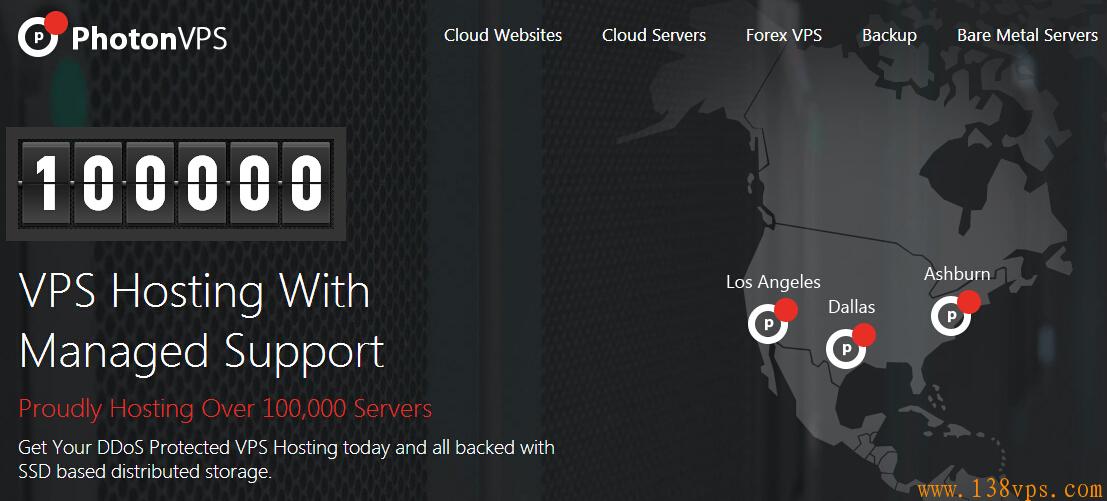 PhotonVPS
Cloud Websites Cloud Servers Forex VPS Backup Bare Metal Servers
100000
VPS Hosting With
Managed Support
Proudly Hosting Over 100,000 Servers
Get Your DDoS Protected VPS Hosting today and all backed with
SSD based distributed storage.
Los Angeles
Dallas
Ashburn
P
P
P
P
www.138vps.com